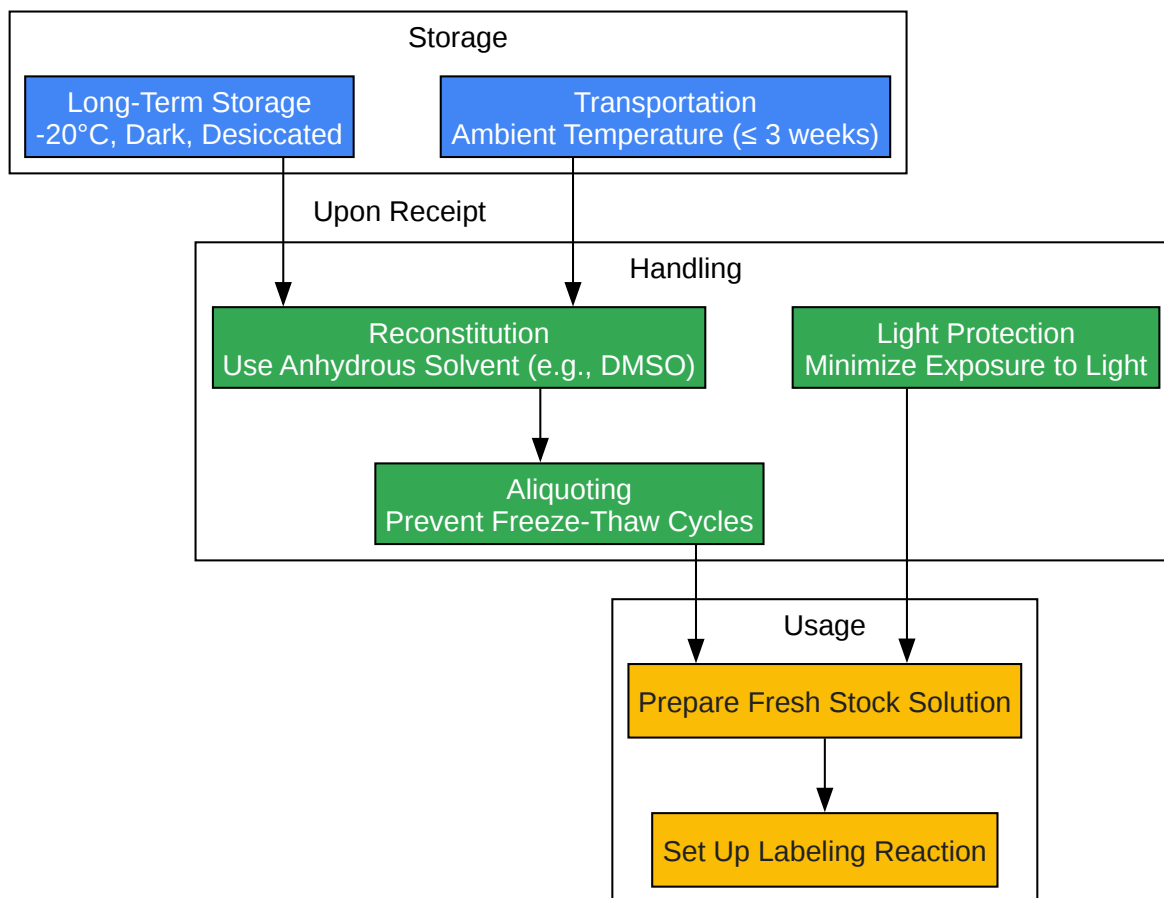 Storage
Long-Term Storage
-20°C, Dark, Desiccated
Transportation
Ambient Temperature (≤ 3 weeks)
Upon Receipt
Handling
Reconstitution
Use Anhydrous Solvent (e.g., DMSO)
Light Protection
Minimize Exposure to Light
Aliquoting
Prevent Freeze-Thaw Cycles
Usage
Prepare Fresh Stock Solution
Set Up Labeling Reaction